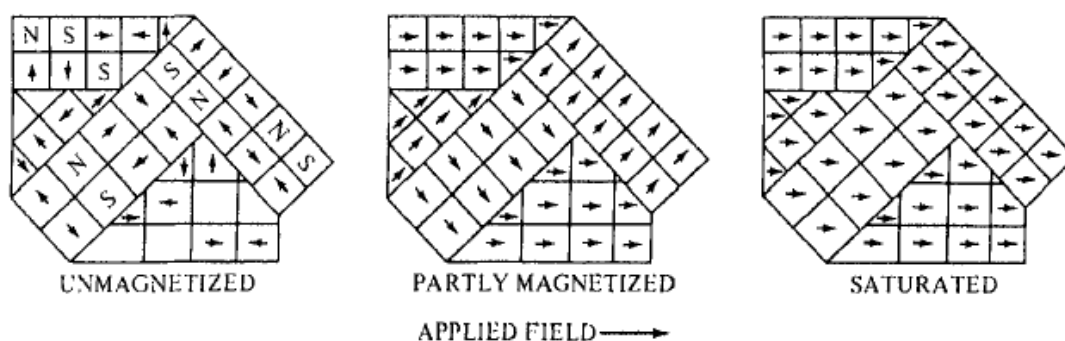 N S
S
S
N
N
N
S
S
UNMAGNETIZED PARTLY MAGNETIZED SATURATED
APPLIED FIELD